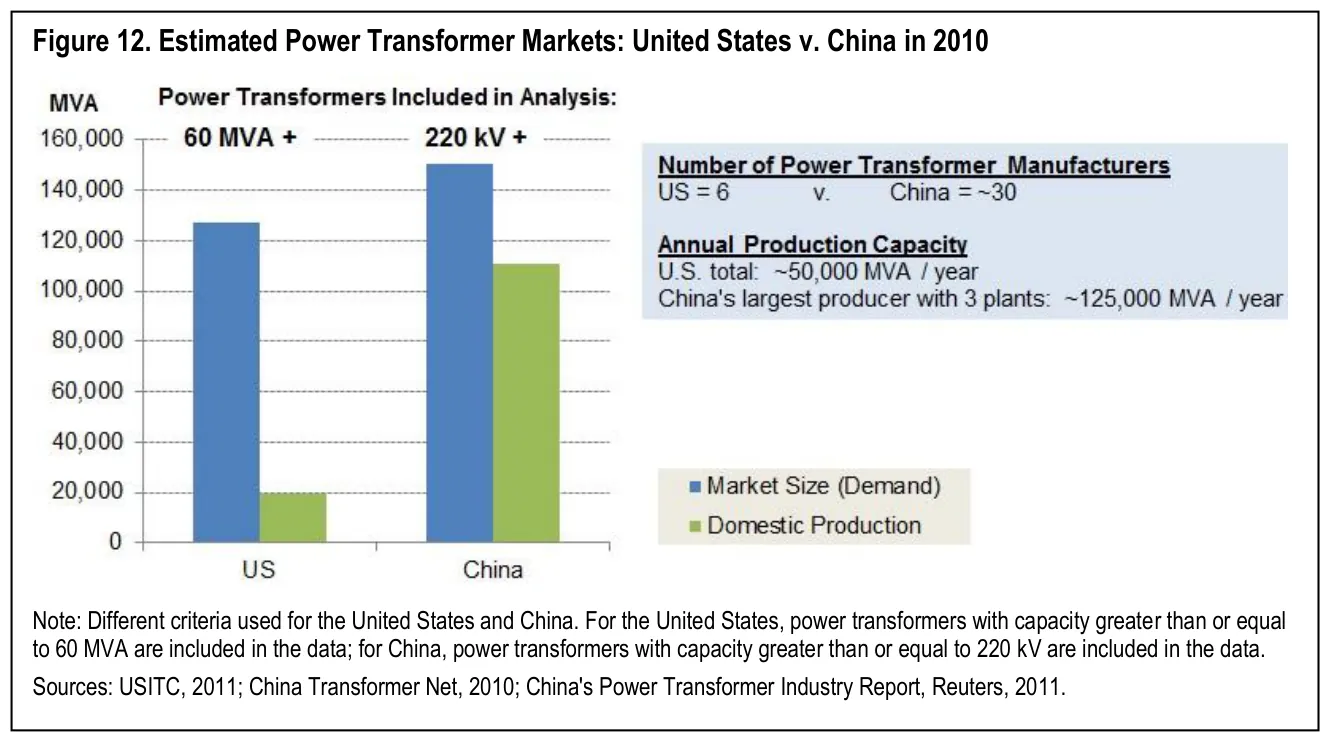 Figure 12. Estimated Power Transformer Markets: United States v. China in 2010
MVA
Power Transformers Included in Analysis:
60 MVA +
220 kV +
160,000
140,000
120,000
100,000
80,000
60,000
40,000
20,000
0
US
China
Number of Power Transformer Manufacturers
US = 6 v. China = ~30
Annual Production Capacity
U.S. total: ~50,000 MVA / year
China's largest producer with 3 plants: ~125,000 MVA / year
Market Size (Demand)
Domestic Production
Note: Different criteria used for the United States and China. For the United States, power transformers with capacity greater than or equal
to 60 MVA are included in the data; for China, power transformers with capacity greater than or equal to 220 kV are included in the data.
Sources: USITC, 2011; China Transformer Net, 2010; China's Power Transformer Industry Report, Reuters, 2011.